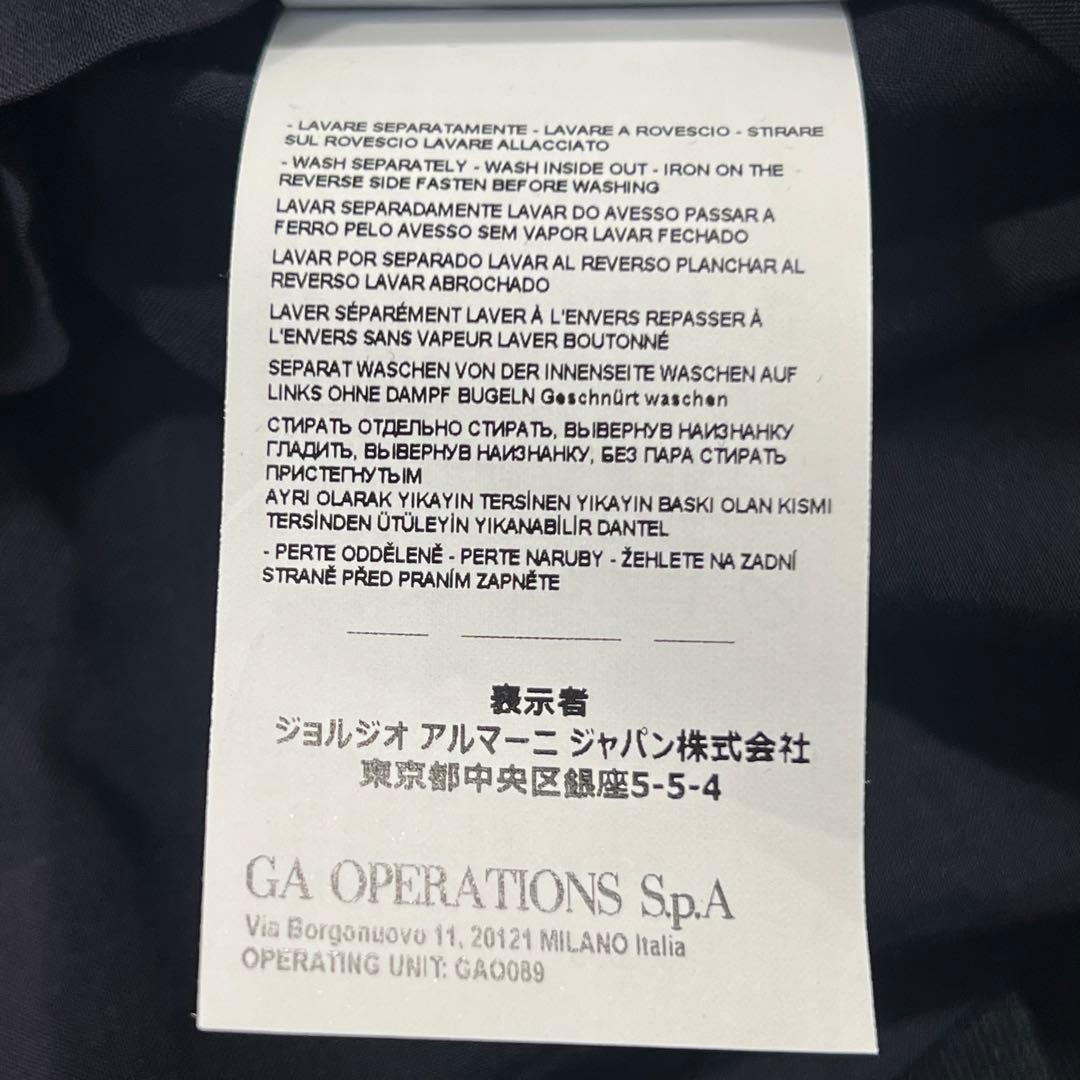 - LAVARE SEPARATAMENTE - LAVARE A ROVESCIO - STIRARE
SUL ROVESCIO LAVARE ALLACCIATO
- WASH SEPARATELY - WASH INSIDE OUT - IRON ON THE
REVERSE SIDE FASTEN BEFORE WASHING
LAVAR SEPARADAMENTE LAVAR DO AVESSO PASSAR A
FERRO PELO AVESSO SEM VAPOR LAVAR FECHADO
LAVAR POR SEPARADO LAVAR AL REVERSO PLANCHAR AL
REVERSO LAVAR ABROCHADO
LAVER SÉPARÉMENT LAVER À L'ENVERS REPASSER À
L'ENVERS SANS VAPEUR LAVER BOUTONNÉ
SEPARAT WASCHEN VON DER INNENSEITE WASCHEN AUF
LINKS OHNE DAMPF BUGELN Geschnürt waschen
СТИРАТЬ ОТДЕЛЬНО СТИРАТЬ, ВЫВЕРНУВ НАИЗНАНКУ
ГЛАДИТЬ, ВЫВЕРНУВ НАИЗНАНКУ, БЕЗ ПАРА СТИРАТЬ
ПРИСТЕГНУТЫМ
AYRI OLARAK YIKAYIN TERSİNEN YIKAYIN BASKI OLAN KISMI
TERSİNDEN ÜTÜLEYİN YIKANABİLİR DANTEL
- PERTE ODDĚLENĚ - PERTE NARUBY - ŽEHLETE NA ZADNÍ
STRANĚ PŘED PRANÍM ZAPNĚTE
表示者
ジョルジオ アルマーニ ジャパン株式会社
東京都中央区銀座5-5-4
GA OPERATIONS S.p.A
Via Borgonuovo 11, 20121 MILANO Italia
OPERATING UNIT: GAO089